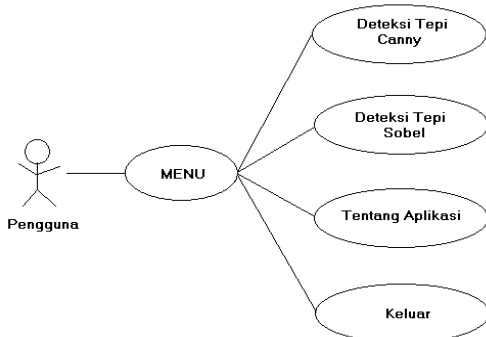 Deteksi Tepi
Canny
Deteksi Tepi
Sobel
MENU
Pengguna
Tentang Aplikasi
Keluar